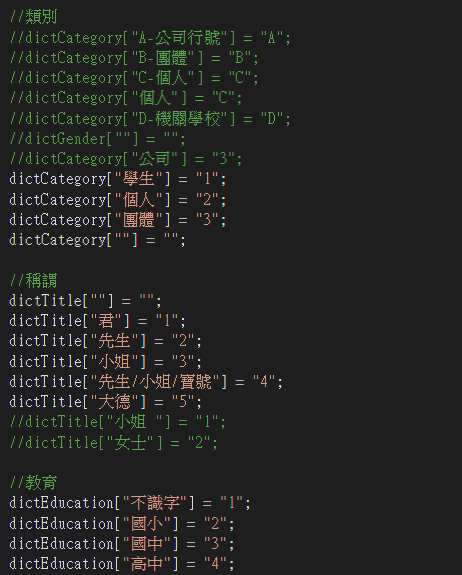 //類別
//dictCategory["A-公司行號"] = "A";
//dictCategory["B-團體"] = "B";
//dictCategory["C-個人"] = "C";
//dictCategory["個人"] = "C";
//dictCategory["D-機關學校"] = "D";
//dictGender[""] = "";
//dictCategory["公司"] = "3";
dictCategory["學生"] = "1";
dictCategory["個人"] = "2";
dictCategory["團體"] = "3";
dictCategory[""] = "";
//稱謂
dictTitle[""] = "";
dictTitle["君"] = "1";
dictTitle["先生"] = "2";
dictTitle["小姐"] = "3";
dictTitle["先生/小姐/寶號"] = "4";
dictTitle["大德"] = "5";
//dictTitle["小姐 "] = "1";
//dictTitle["女士"] = "2";
//教育
dictEducation["不識字"] = "1";
dictEducation["國小"] = "2";
dictEducation["國中"] = "3";
dictEducation["高中"] = "4";